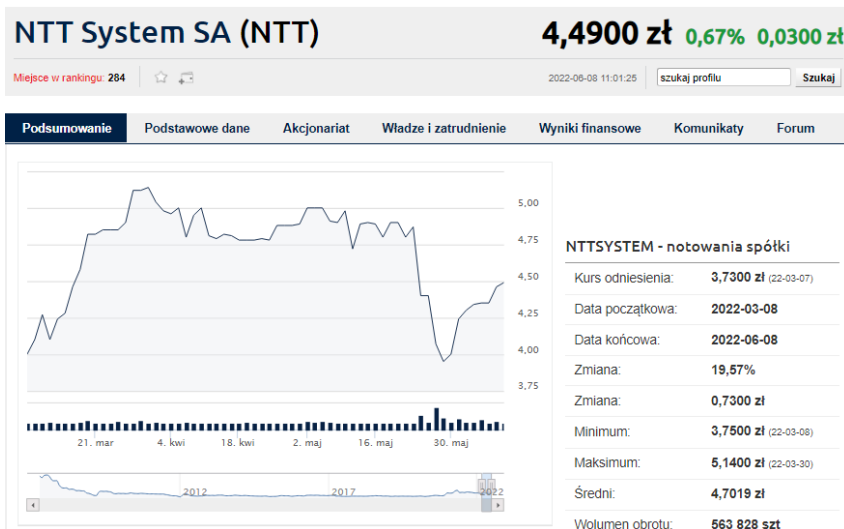 NTT System SA (NTT)
4,4900 zł 0,67% 0,0300 zł
Miejsce w rankingu: 284
2022-06-08 11:01:25
szukaj profilu
Szukaj
Podsumowanie Podstawowe dane Akcjonariat Władze i zatrudnienie Wyniki finansowe Komunikaty Forum
5,00
4,75
4,50
4,25
4,00
3,75
21. mar 4. kwi 18. kwi 2. maj 16. maj 30. maj
2012 2017 2022
NTTSYSTEM - notowania spółki
Kurs odniesienia: 3,7300 zł (22-03-07)
Data początkowa: 2022-03-08
Data końcowa: 2022-06-08
Zmiana: 19,57%
Zmiana: 0,7300 zł
Minimum: 3,7500 zł (22-03-08)
Maksimum: 5,1400 zł (22-03-30)
Średni: 4,7019 zł
Wolumen obrotu: 563 828 szt